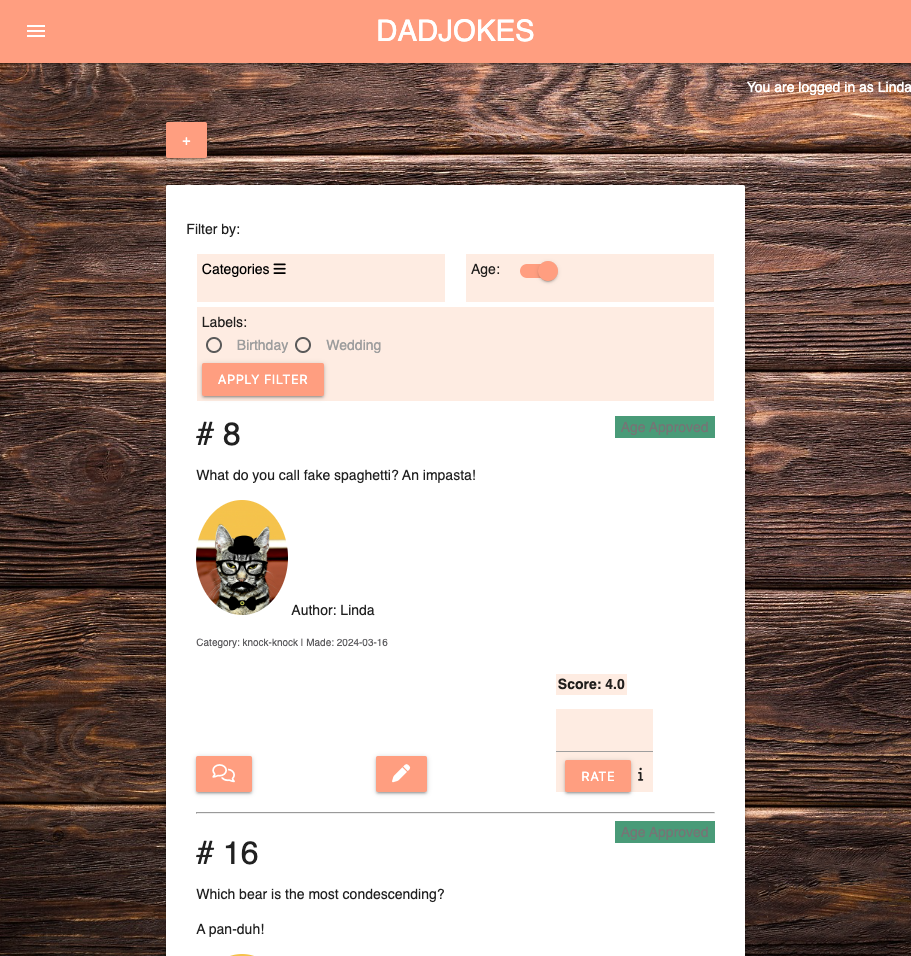 DADJOKES
You are logged in as Linda
+
Filter by:
Categories
Age:
Labels:
Birthday Wedding
APPLY FILTER
# 8
Age Approved
What do you call fake spaghetti? An impasta!
Author: Linda
Category: knock-knock | Made: 2024-03-16
Score: 4.0
RATE i
Age Approved
# 16
Which bear is the most condescending?
A pan-duh!